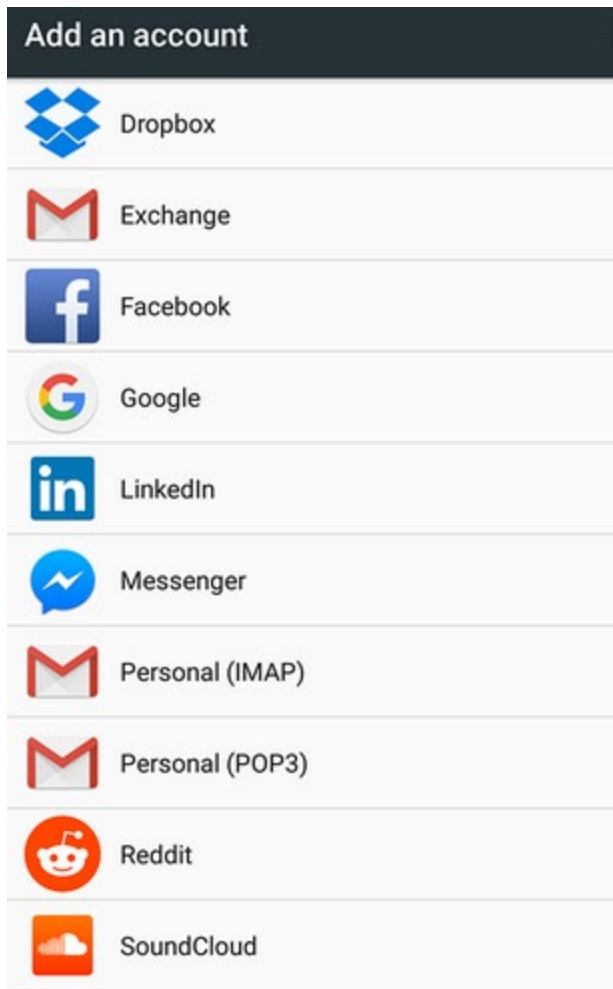 Add an account
Dropbox
Exchange
Facebook
Google
LinkedIn
Messenger
Personal (IMAP)
Personal (POP3)
Reddit
SoundCloud